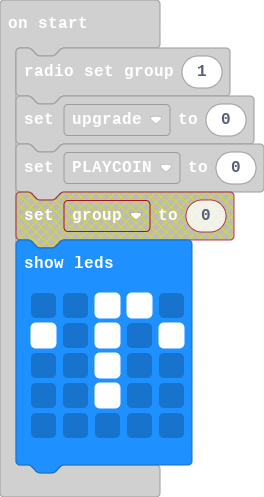 on start
radio set group 1
set upgrade to 0
set PLAYCOIN to 0
set group to 0
show leds